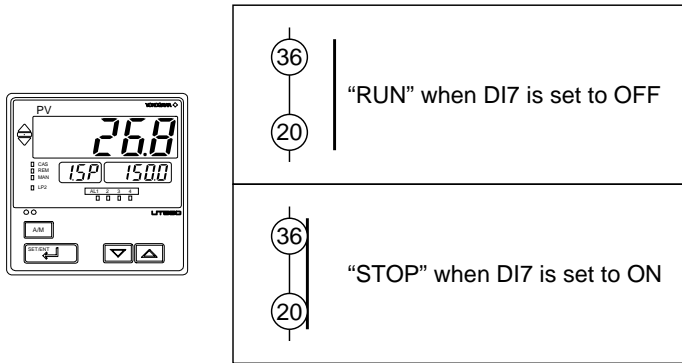 PV
YOKOGAWA
26.8
CAS
REM
MAN
LP2
1.SP 150.0
AL1 2 3 4
UT550
A/M
SET/ENT
36
20
“RUN” when DI7 is set to OFF
36
20
“STOP” when DI7 is set to ON